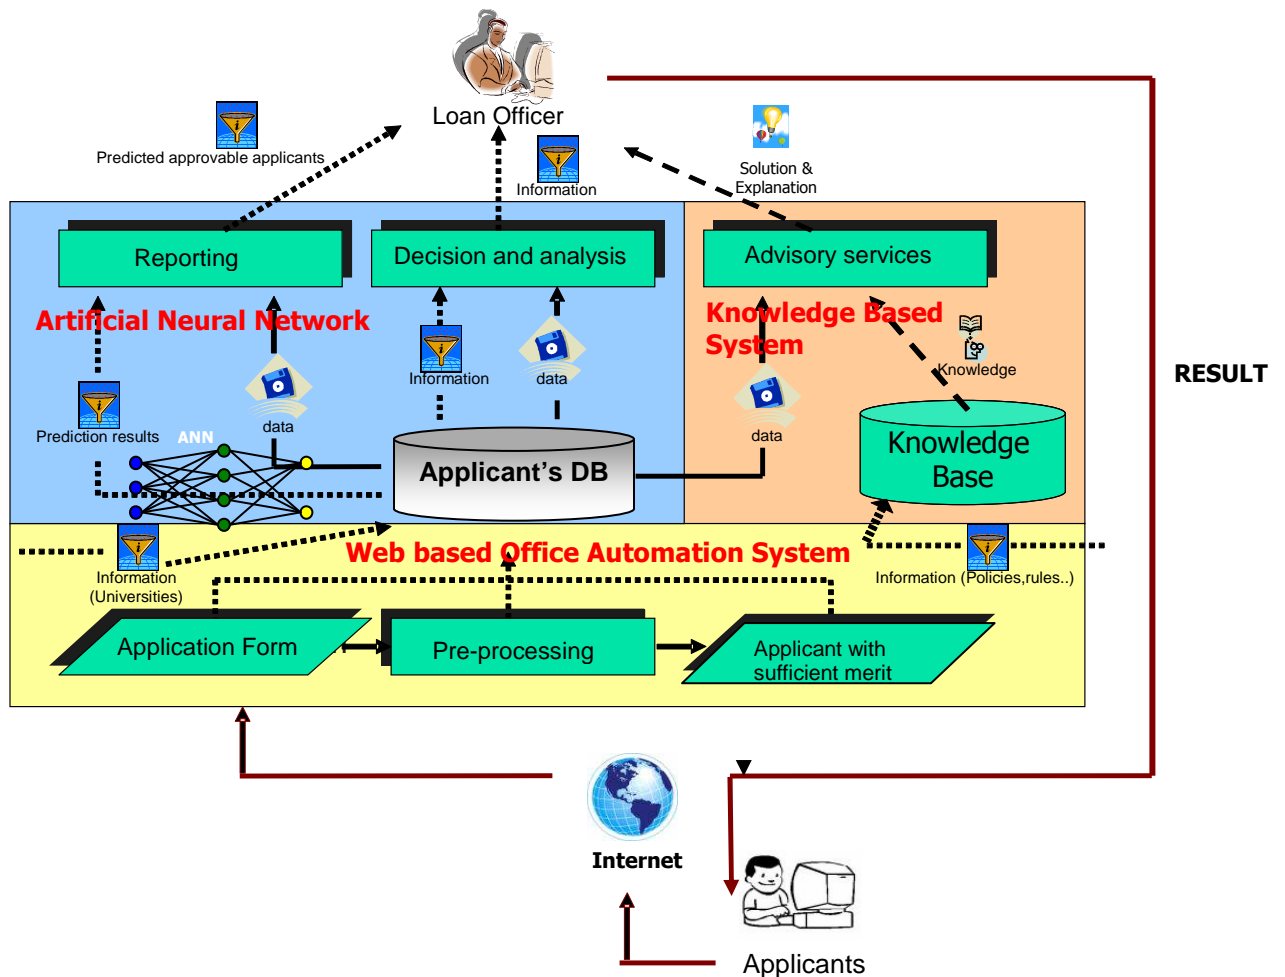 Loan Officer
Predicted approvable applicants
Information
Solution &
Explanation
Reporting
Decision and analysis
Advisory services
Artificial Neural Network
Knowledge Based
System
Information
data
Knowledge
RESULT
Prediction results
ANN
data
data
Applicant's DB
Knowledge
Base
Web based Office Automation System
Information
(Universities)
Information (Policies,rules..)
Application Form
Pre-processing
Applicant with
sufficient merit
Internet
Applicants